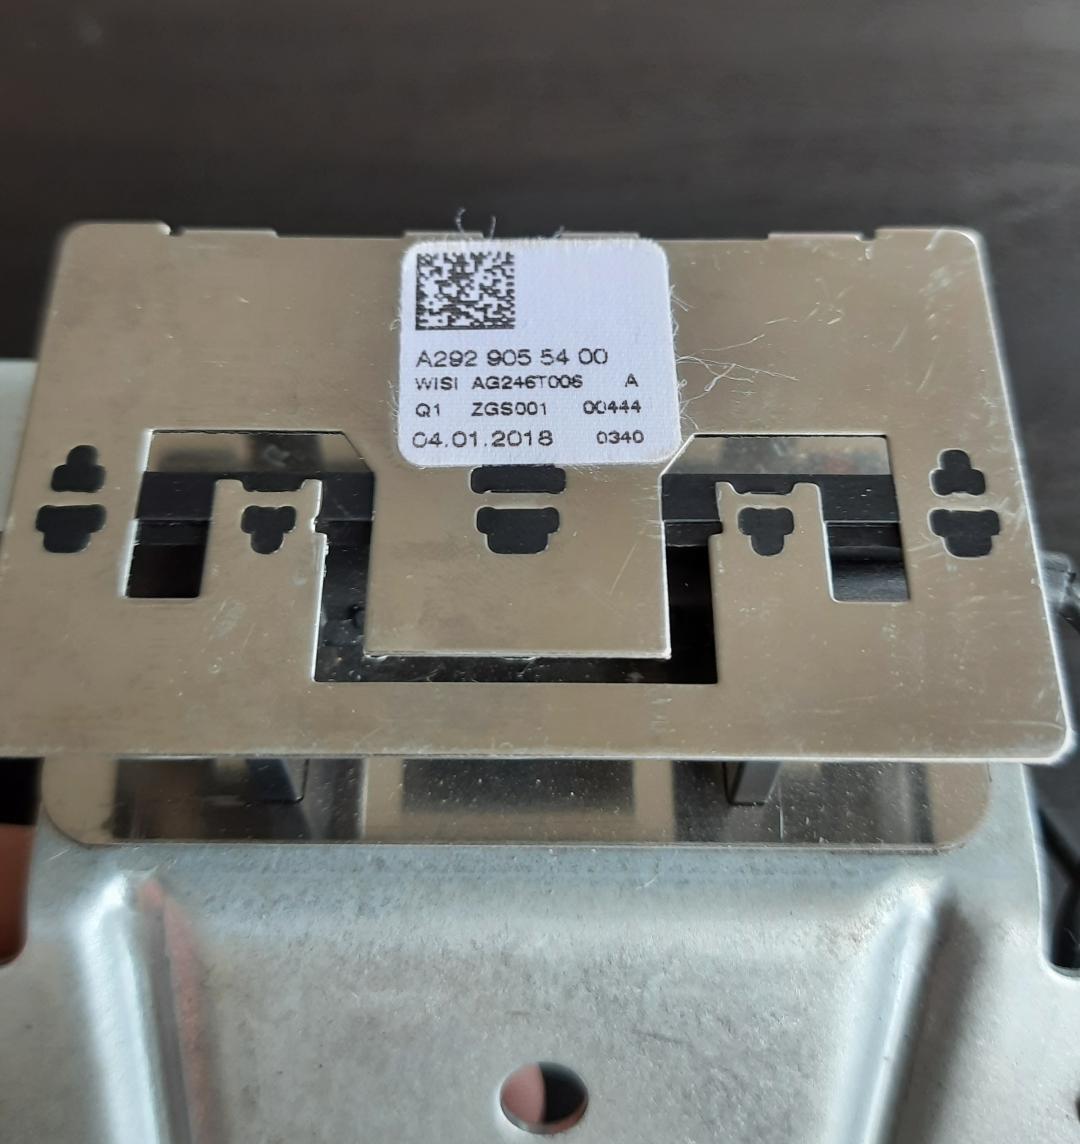 A292 905 54 00
WISI AG246T006 A
Q1 ZGS001 00444
04.01.2018 0340